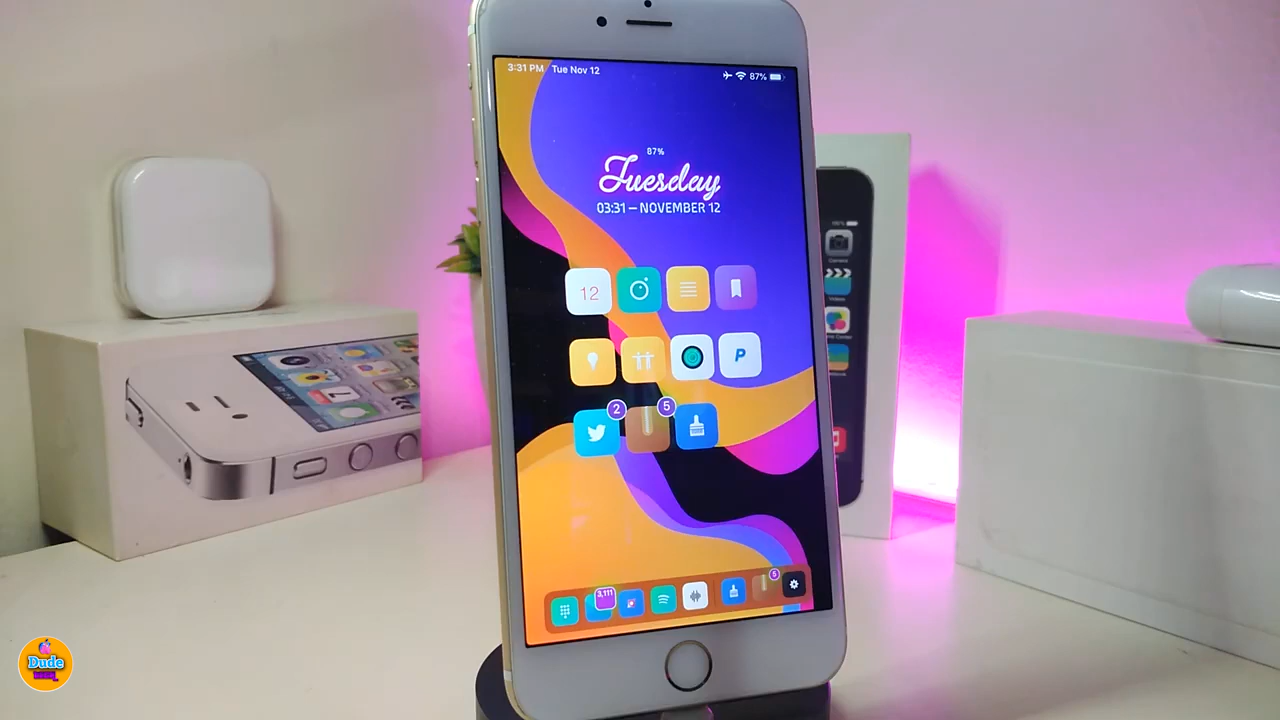 3:31 PM Tue Nov 12
87%
87%
Tuesday
03:31 – NOVEMBER 12
12
P
2
5
3,111
5
Dude